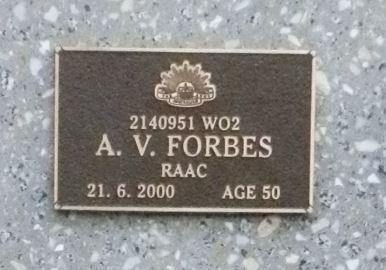 2140951 WO2
A. V. FORBES
RAAC
21. 6. 2000 AGE 50